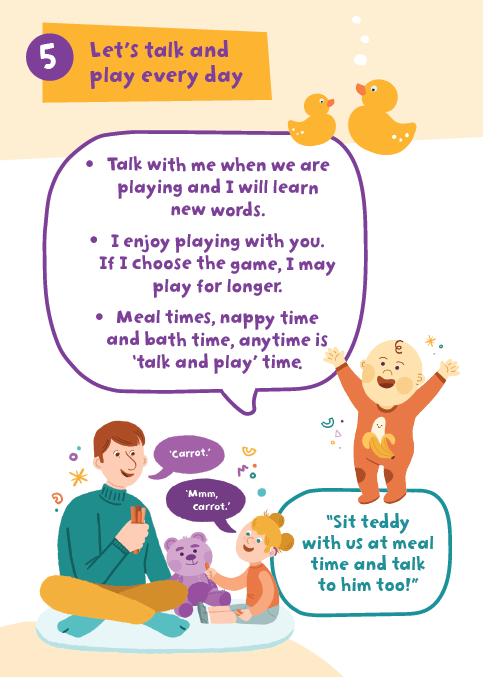 5
Let's talk and
play every day
• Talk with me when we are
playing and I will learn
new words.
• I enjoy playing with you.
If I choose the game, I may
play for longer.
• Meal times, nappy time
and bath time, anytime is
'talk and play' time.
'Carrot.'
'Mmm,
carrot.'
"Sit teddy
with us at meal
time and talk
to him too!"